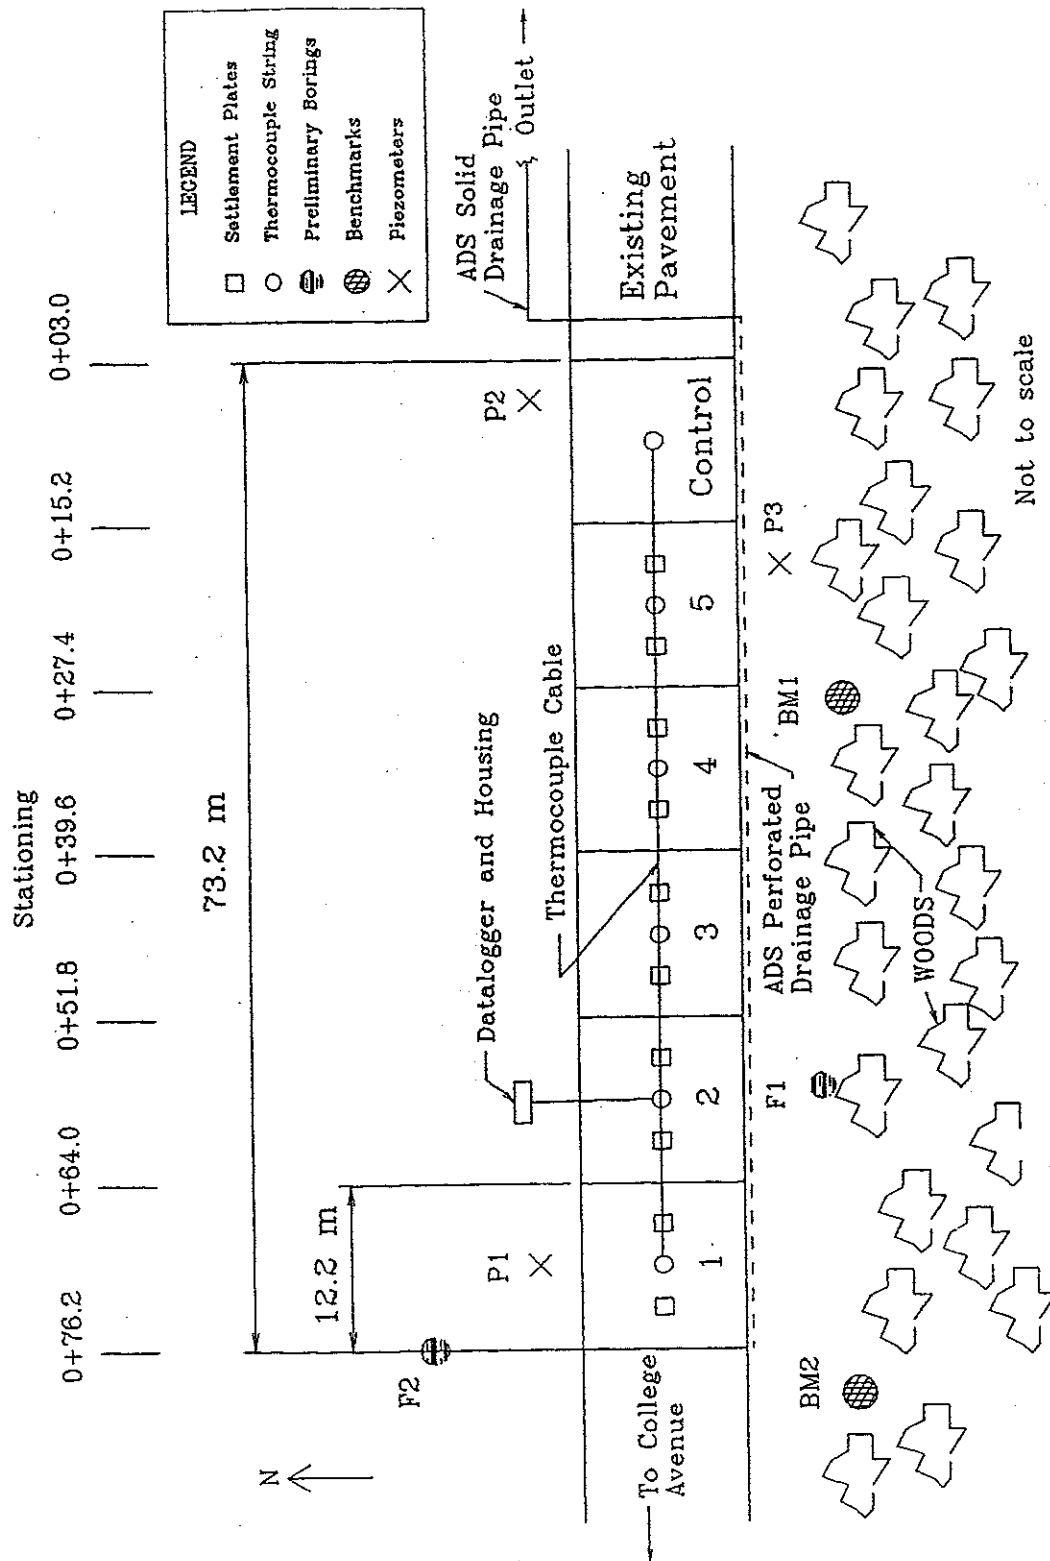 Stationing
0+76.2
0+64.0
0+51.8
0+39.6
0+27.4
0+15.2
0+03.0
73.2 m
12.2 m
N
LEGEND
Settlement Plates
Thermocouple String
Preliminary Borings
Benchmarks
Piezometers
F2
P1
Datalogger and Housing
Thermocouple Cable
P2
ADS Solid
Drainage Pipe
Outlet
To College
Avenue
1
2
3
4
5
Control
Existing
Pavement
F1
ADS Perforated
Drainage Pipe
BM1
P3
BM2
WOODS
Not to scale